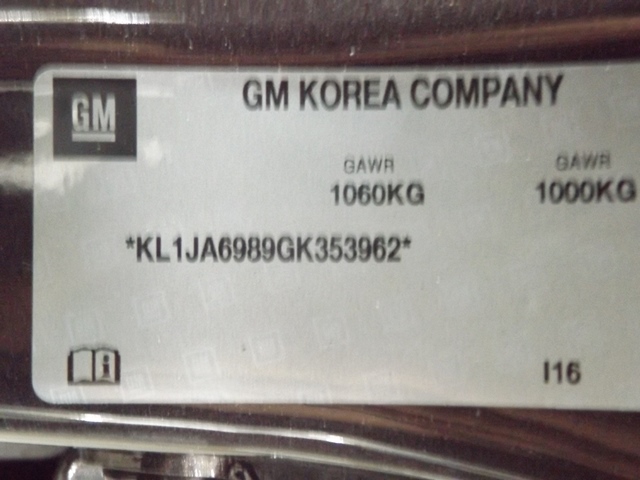 GM
GM KOREA COMPANY
GAWR GAWR
1060KG 1000KG
*KL1JA6989GK353962*
i
I16